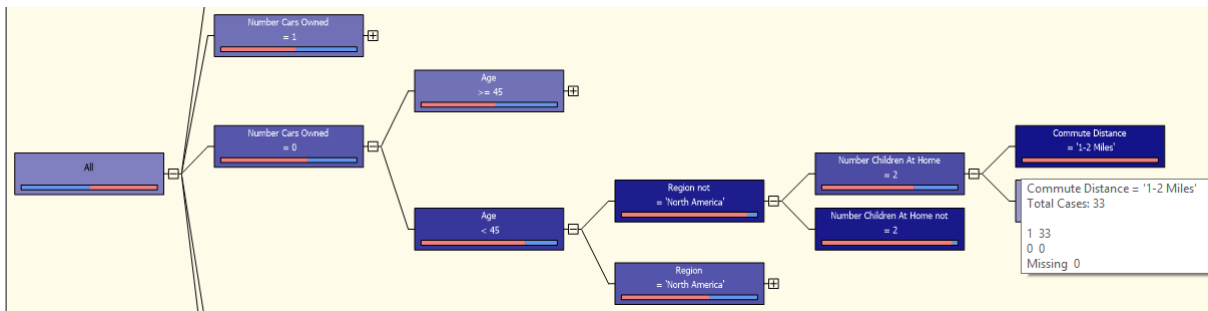 Number Cars Owned
= 1
Age
>= 45
Number Cars Owned
= 0
Commute Distance
= '1-2 Miles'
All
Number Children At Home
= 2
Region not
= 'North America'
Commute Distance = '1-2 Miles'
Total Cases: 33
1 33
0 0
Missing 0
Age
< 45
Number Children At Home not
= 2
Region
= 'North America'